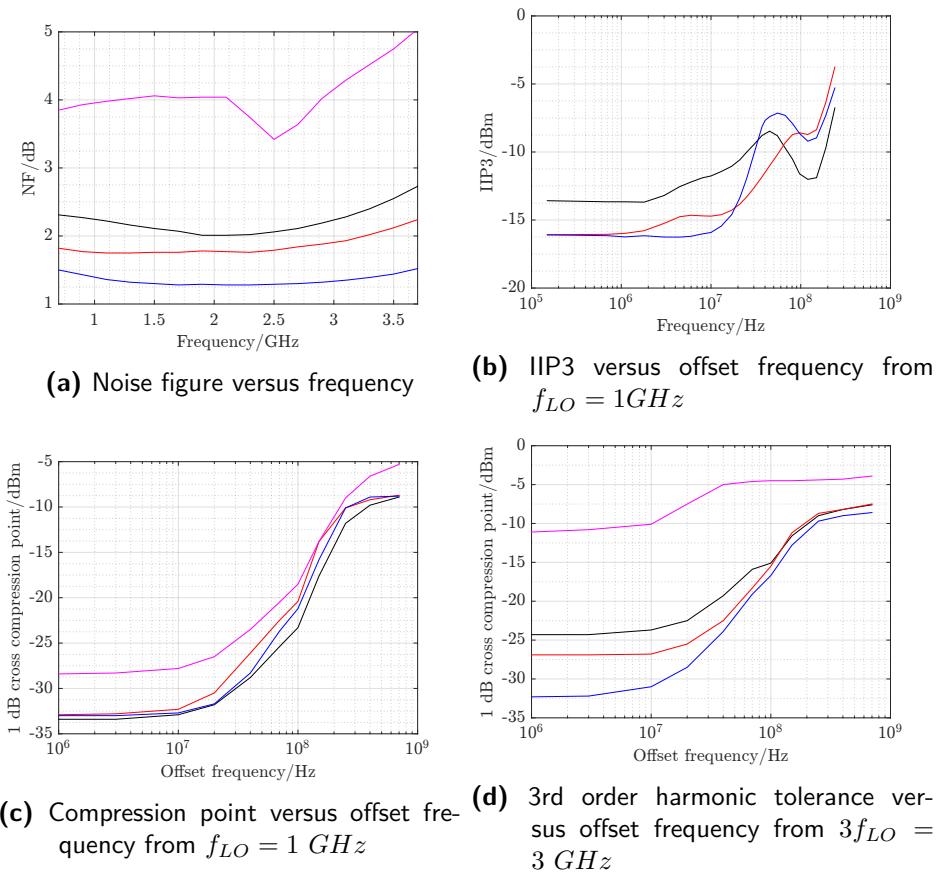 5
4
3
2
1
NF/dB
1
1.5
2
2.5
3
3.5
Frequency/GHz
(a) Noise figure versus frequency
0
-5
-10
-15
-20
IIP3/dBm
10^5
10^6
10^7
10^8
10^9
Frequency/Hz
(b) IIP3 versus offset frequency from
f_{LO} = 1GHz
-5
-10
-15
-20
-25
-30
-35
1 dB cross compression point/dBm
10^6
10^7
10^8
10^9
Offset frequency/Hz
(c) Compression point versus offset fre-
quency from f_{LO} = 1 GHz
0
-5
-10
-15
-20
-25
-30
-35
1 dB cross compression point/dBm
10^6
10^7
10^8
10^9
Offset frequency/Hz
(d) 3rd order harmonic tolerance ver-
sus offset frequency from 3f_{LO} =
3 GHz